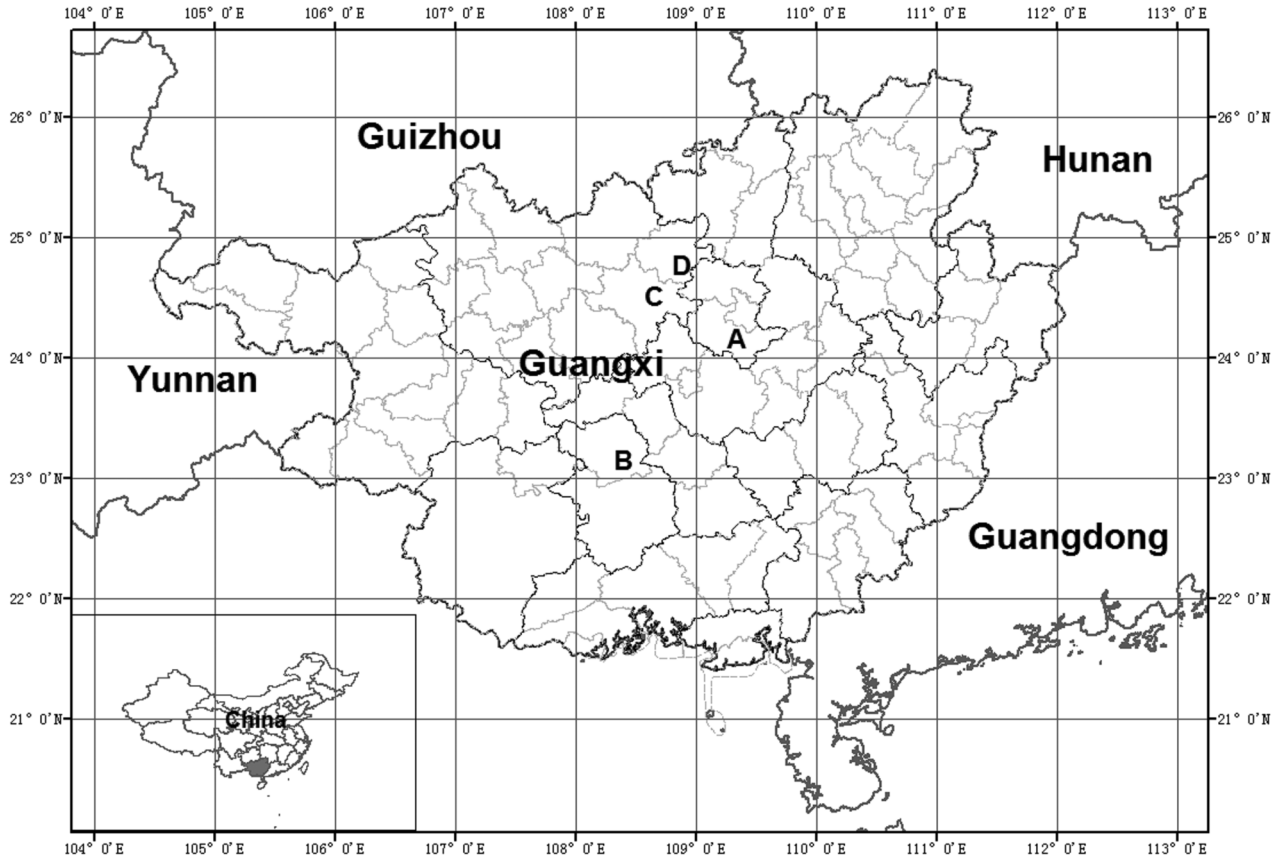 104° 0′E 105° 0′E 106° 0′E 107° 0′E 108° 0′E 109° 0′E 110° 0′E 111° 0′E 112° 0′E 113° 0′E
26° 0′N 26° 0′N
Guizhou
Hunan
25° 0′N 25° 0′N
D
C
A
24° 0′N 24° 0′N
Guangxi
Yunnan
B
23° 0′N 23° 0′N
Guangdong
22° 0′N 22° 0′N
China
21° 0′N 21° 0′N
104° 0′E 105° 0′E 106° 0′E 107° 0′E 108° 0′E 109° 0′E 110° 0′E 111° 0′E 112° 0′E 113° 0′E